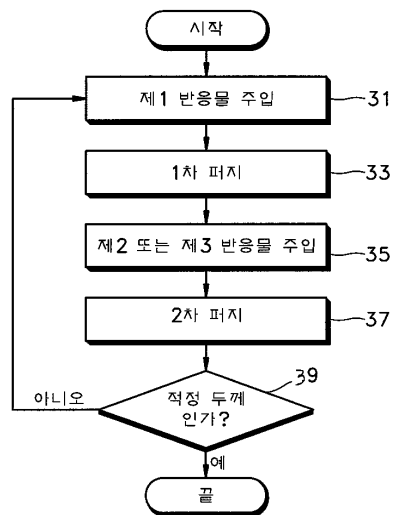 시작
제1 반응물 주입
31
1차 퍼지
33
제2 또는 제3 반응물 주입
35
2차 퍼지
37
39
적정 두께
인가?
아니오
예
끝